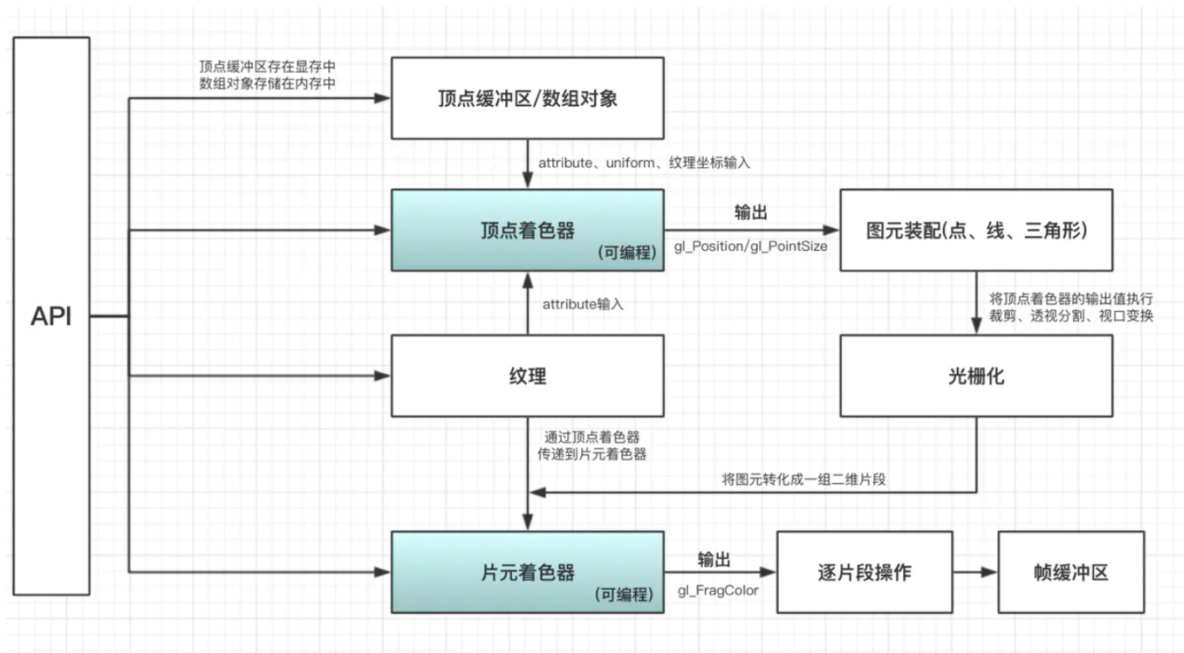 API
顶点缓冲区存在显存中
数组对象存储在内存中
顶点缓冲区/数组对象
attribute、uniform、纹理坐标输入
顶点着色器
(可编程)
输出
gl_Position/gl_PointSize
图元装配(点、线、三角形)
attribute输入
将顶点着色器的输出值执行
裁剪、透视分割、视口变换
纹理
光栅化
通过顶点着色器
传递到片元着色器
将图元转化成一组二维片段
片元着色器
(可编程)
输出
gl_FragColor
逐片段操作
帧缓冲区